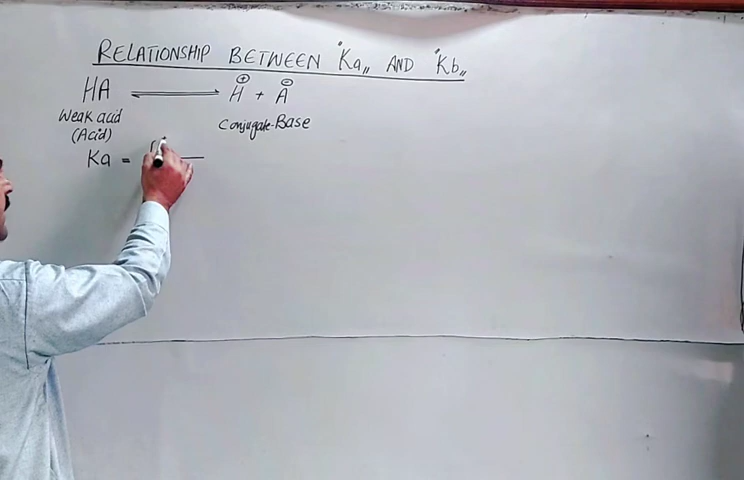 RELATIONSHIP BETWEEN "Ka" AND "Kb"
HA ⇌ H⊕ + A⊖
Weak acid Conjugate-Base
(Acid)
Ka =